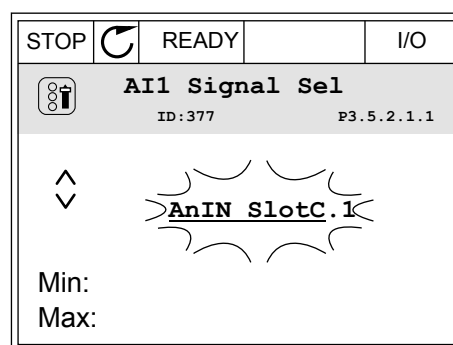 STOP READY I/O
AI1 Signal Sel
ID:377 P3.5.2.1.1
AnIN SlotC.1
Min:
Max: